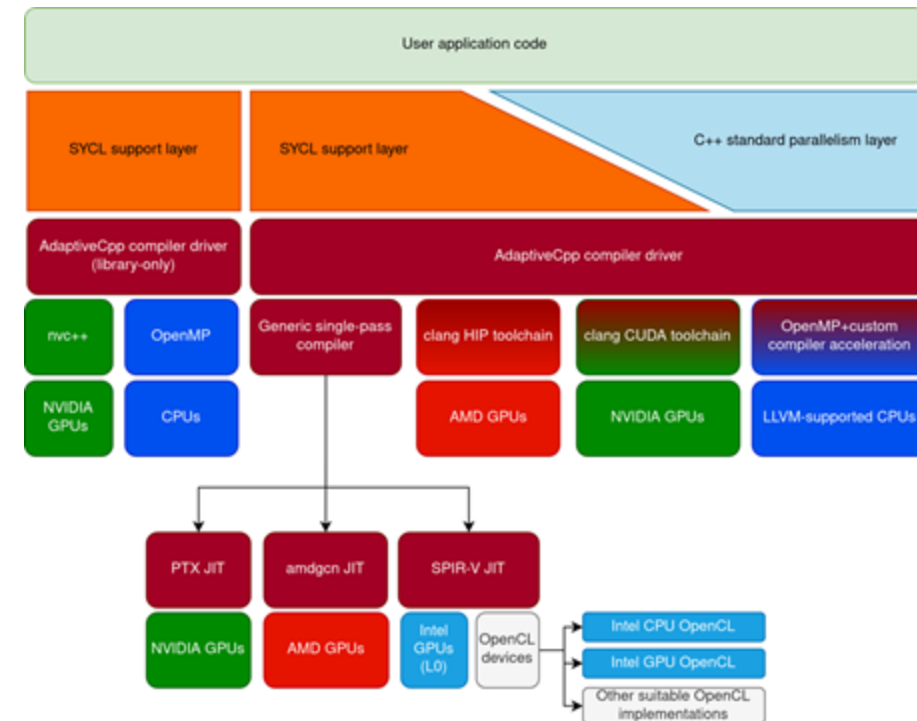 User application code
SYCL support layer
SYCL support layer
C++ standard parallelism layer
AdaptiveCpp compiler driver
(library-only)
AdaptiveCpp compiler driver
nvc++
OpenMP
Generic single-pass
compiler
clang HIP toolchain
clang CUDA toolchain
OpenMP+custom
compiler acceleration
NVIDIA
GPUs
CPUs
AMD GPUs
NVIDIA GPUs
LLVM-supported CPUs
PTX JIT
amdgcn JIT
SPIR-V JIT
NVIDIA GPUs
AMD GPUs
Intel
GPUs
(L0)
OpenCL
devices
Intel CPU OpenCL
Intel GPU OpenCL
Other suitable OpenCL
implementations